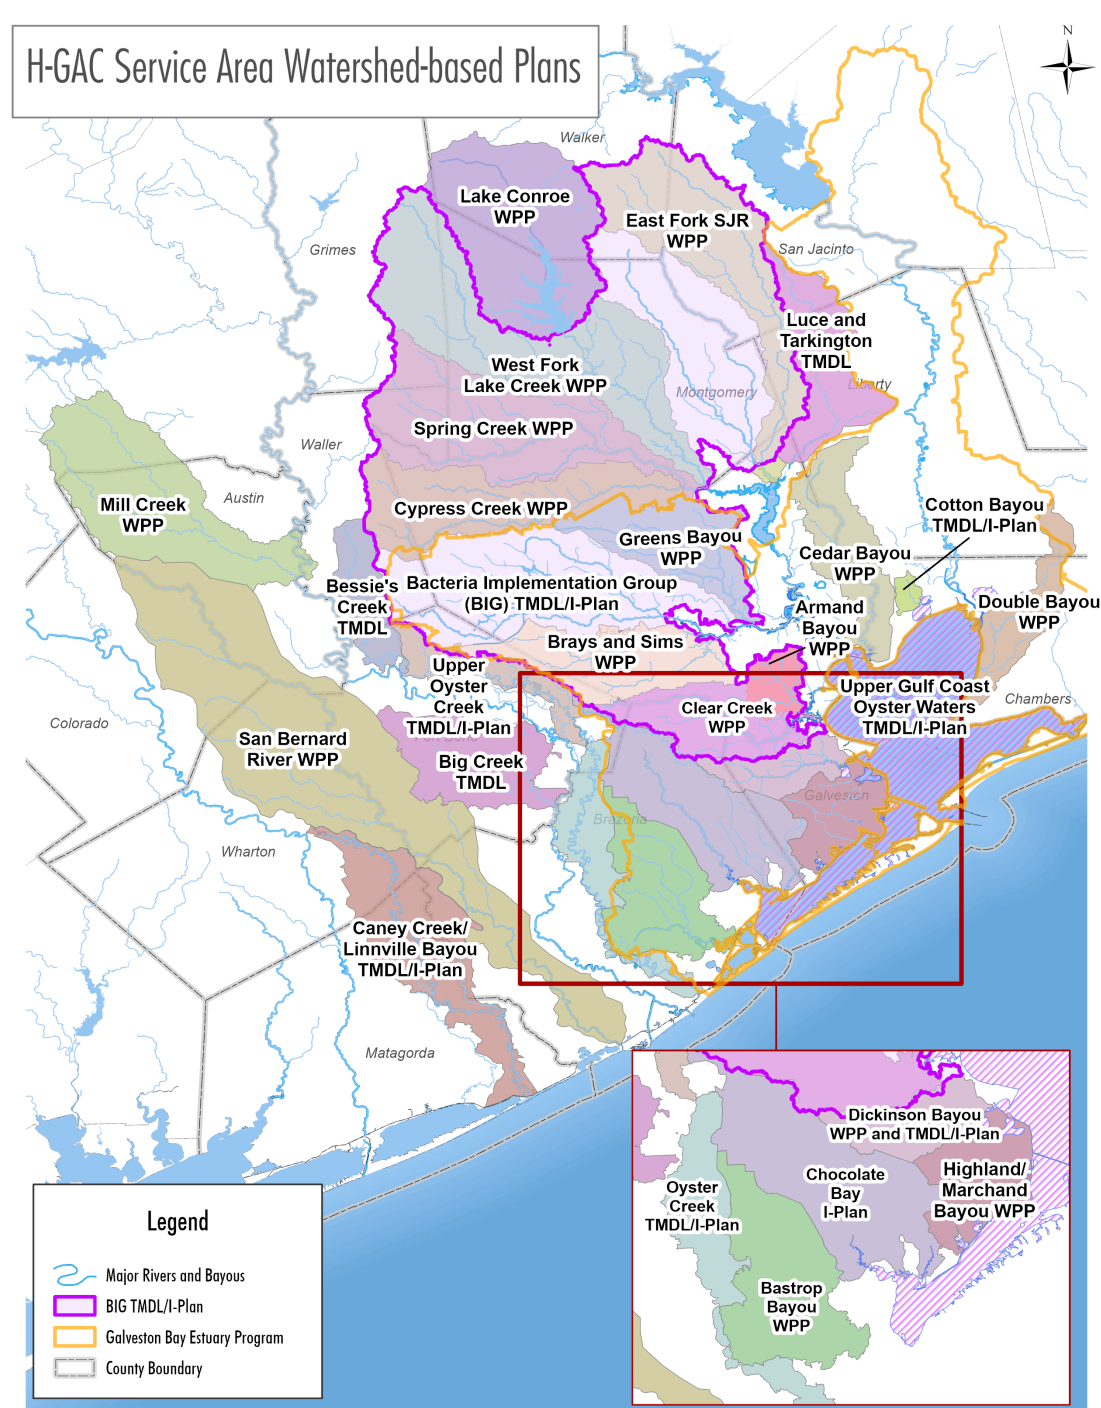 H-GAC Service Area Watershed-based Plans
N
Walker
Lake Conroe
WPP
East Fork SJR
WPP
Grimes
San Jacinto
Luce and
Tarkington
TMDL
West Fork
Lake Creek WPP
Montgomery
Liberty
Spring Creek WPP
Waller
Mill Creek
WPP
Austin
Cypress Creek WPP
Greens Bayou
WPP
Cotton Bayou
TMDL/I-Plan
Cedar Bayou
WPP
Bessie's
Creek
TMDL
Bacteria Implementation Group
(BIG) TMDL/I-Plan
Armand
Bayou
WPP
Double Bayou
WPP
Brays and Sims
WPP
Upper
Oyster
Creek
TMDL/I-Plan
Upper Gulf Coast
Oyster Waters
TMDL/I-Plan
Chambers
Clear Creek
WPP
Colorado
San Bernard
River WPP
Big Creek
TMDL
Galveston
Brazoria
Wharton
Caney Creek/
Linnville Bayou
TMDL/I-Plan
Matagorda
Dickinson Bayou
WPP and TMDL/I-Plan
Chocolate
Bay
I-Plan
Highland/
Marchand
Bayou WPP
Oyster
Creek
TMDL/I-Plan
Bastrop
Bayou
WPP
Legend
Major Rivers and Bayous
BIG TMDL/I-Plan
Galveston Bay Estuary Program
County Boundary